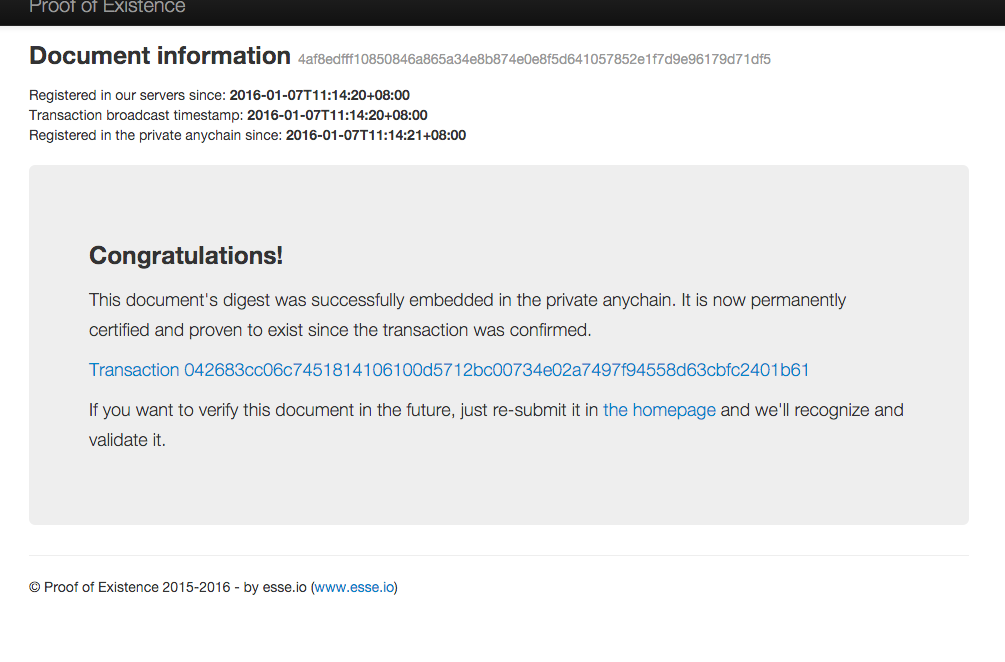 Proof of Existence
Document information 4af8edfff10850846a865a34e8b874e0e8f5d641057852e1f7d9e96179d71df5
Registered in our servers since: 2016-01-07T11:14:20+08:00
Transaction broadcast timestamp: 2016-01-07T11:14:20+08:00
Registered in the private anychain since: 2016-01-07T11:14:21+08:00
Congratulations!
This document's digest was successfully embedded in the private anychain. It is now permanently
certified and proven to exist since the transaction was confirmed.
Transaction 042683cc06c7451814106100d5712bc00734e02a7497f94558d63cbfc2401b61
If you want to verify this document in the future, just re-submit it in the homepage and we'll recognize and
validate it.
© Proof of Existence 2015-2016 - by esse.io (www.esse.io)